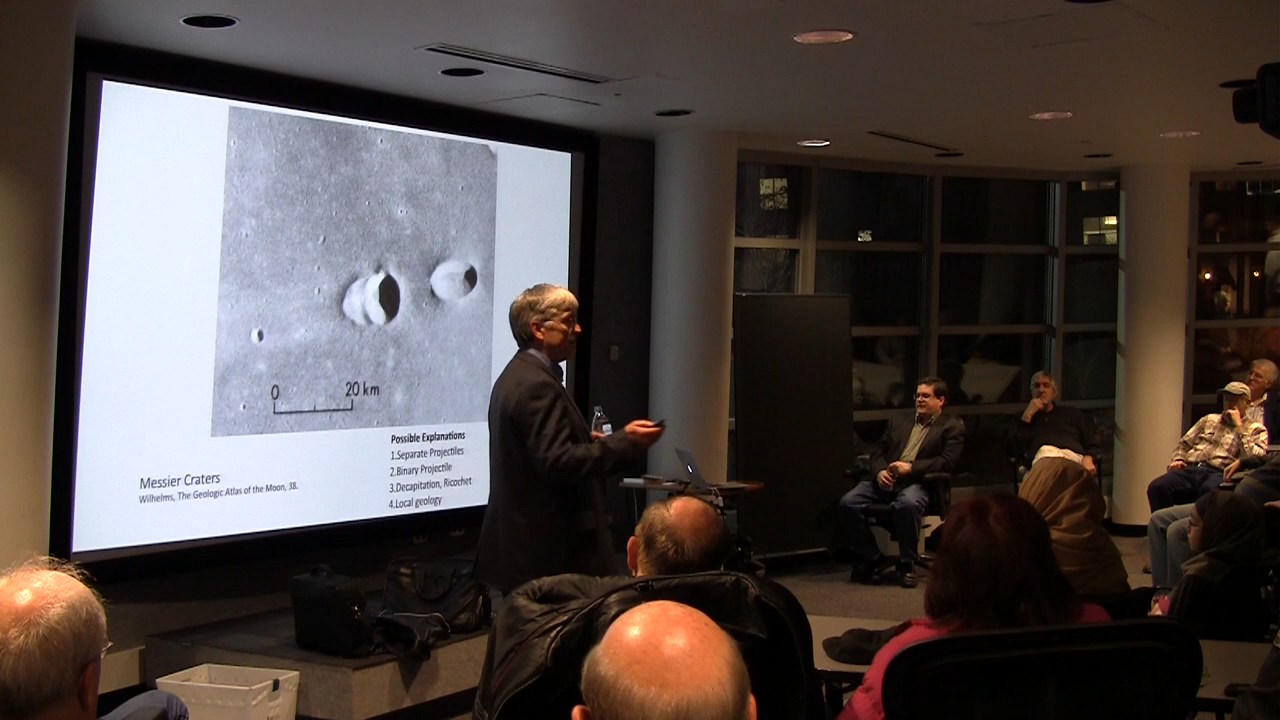 0 20 km
Possible Explanations
1.Separate Projectiles
2.Binary Projectile
3.Decapitation, Ricochet
4.Local geology
Messier Craters
Wilhelms, The Geologic Atlas of the Moon, 38.